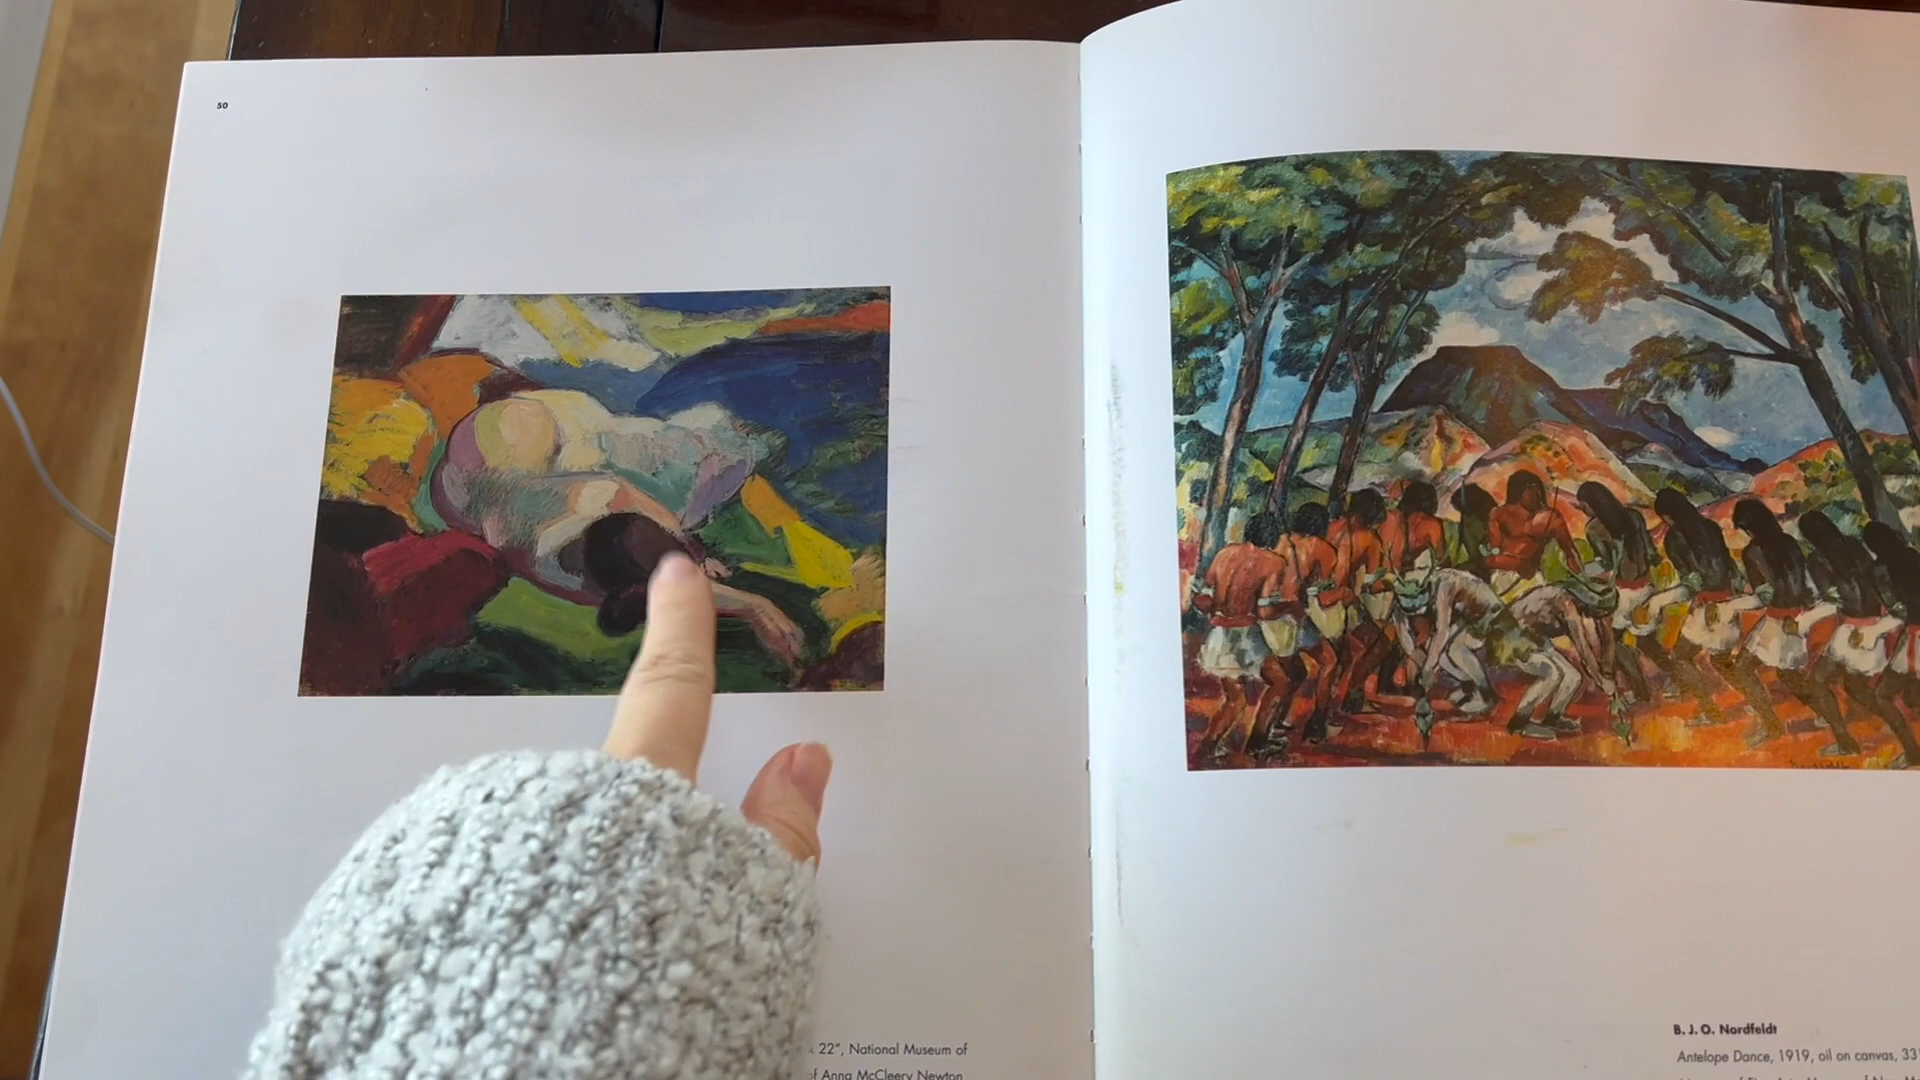 50
22", National Museum of
of Anna McCleery Newton
B. J. O. Nordfeldt
Antelope Dance, 1919, oil on canvas, 33